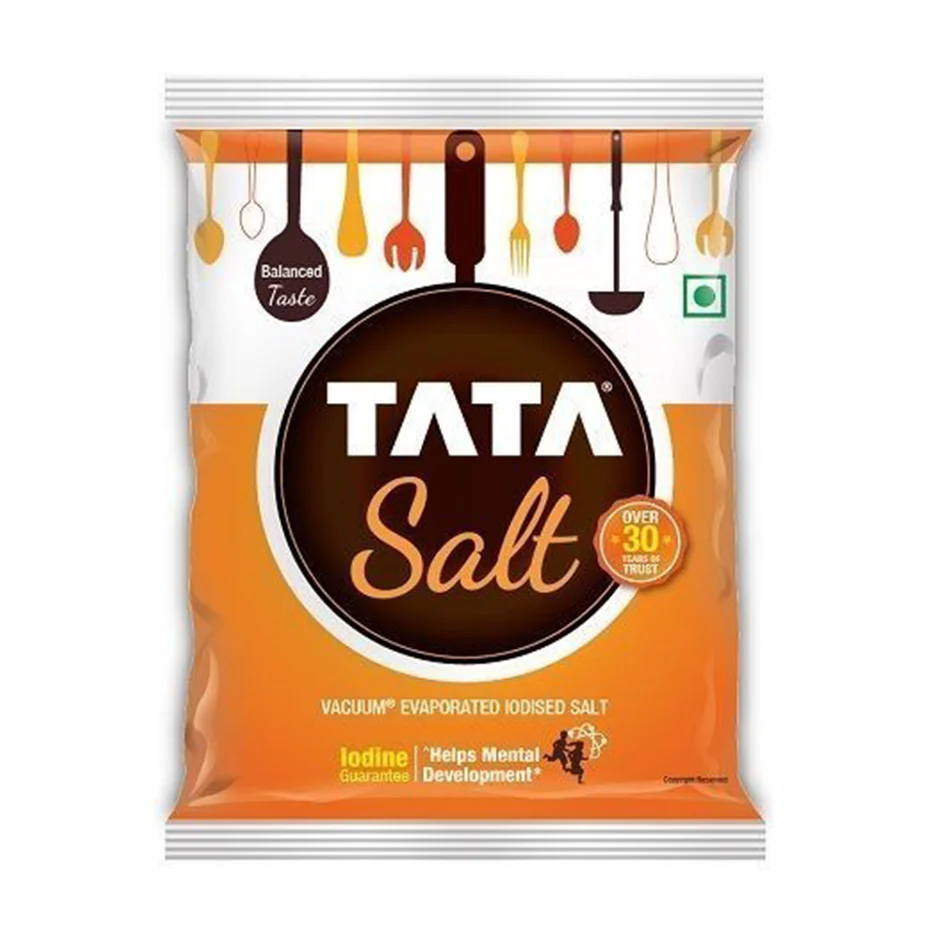 Balanced
Taste
TATA®
Salt
OVER
30
YEARS OF
TRUST
VACUUM® EVAPORATED IODISED SALT
Iodine
Guarantee
^Helps Mental
Development*
Copyright Reserved